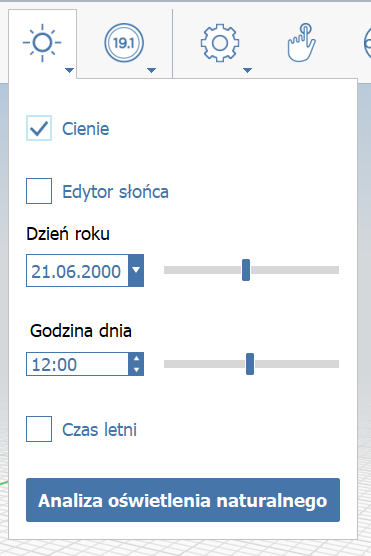 19.1
Cienie
Edytor słońca
Dzień roku
21.06.2000
Godzina dnia
12:00
Czas letni
Analiza oświetlenia naturalnego